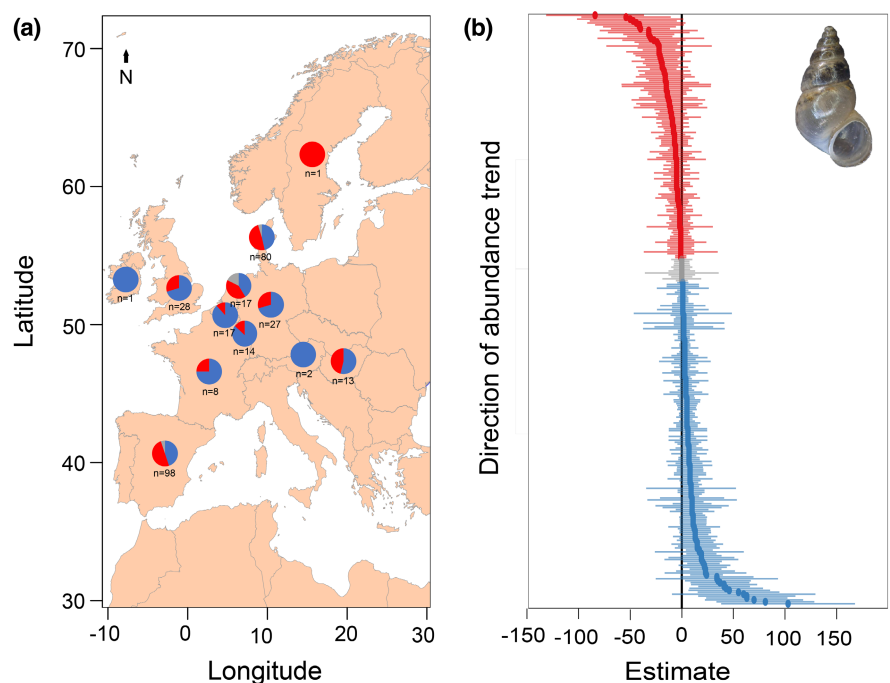 (a)
(b)
70
60
50
40
30
Latitude
N
n=1
n=80
n=1
n=28
n=17
n=27
n=17
n=14
n=2
n=13
n=8
n=98
-10
0
10
20
30
Longitude
Direction of abundance trend
-150
-100
-50
0
50
100
150
Estimate